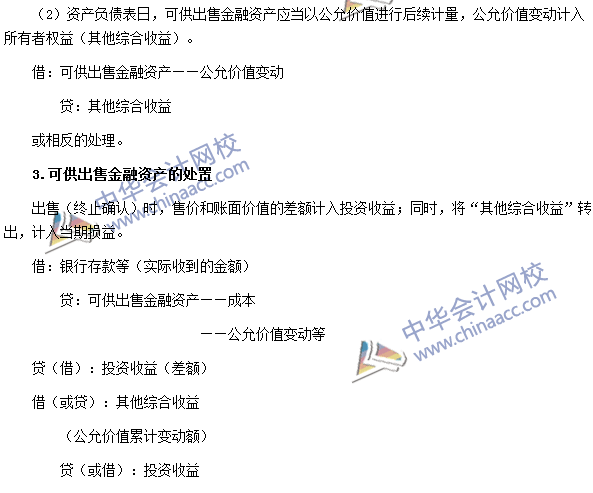 （2）资产负债表日，可供出售金融资产应当以公允价值进行后续计量，公允价值变动计入
所有者权益（其他综合收益）。
借：可供出售金融资产——公允价值变动
贷：其他综合收益
或相反的处理。
3.可供出售金融资产的处置
出售（终止确认）时，售价和账面价值的差额计入投资收益；同时，将“其他综合收益”转
出，计入当期损益。
借：银行存款等（实际收到的金额）
贷：可供出售金融资产——成本
——公允价值变动等
贷（借）：投资收益（差额）
借（或贷）：其他综合收益
（公允价值累计变动额）
贷（或借）：投资收益
中华会计网校
www.chinaacc.com
中华会计网校
www.chinaacc.com